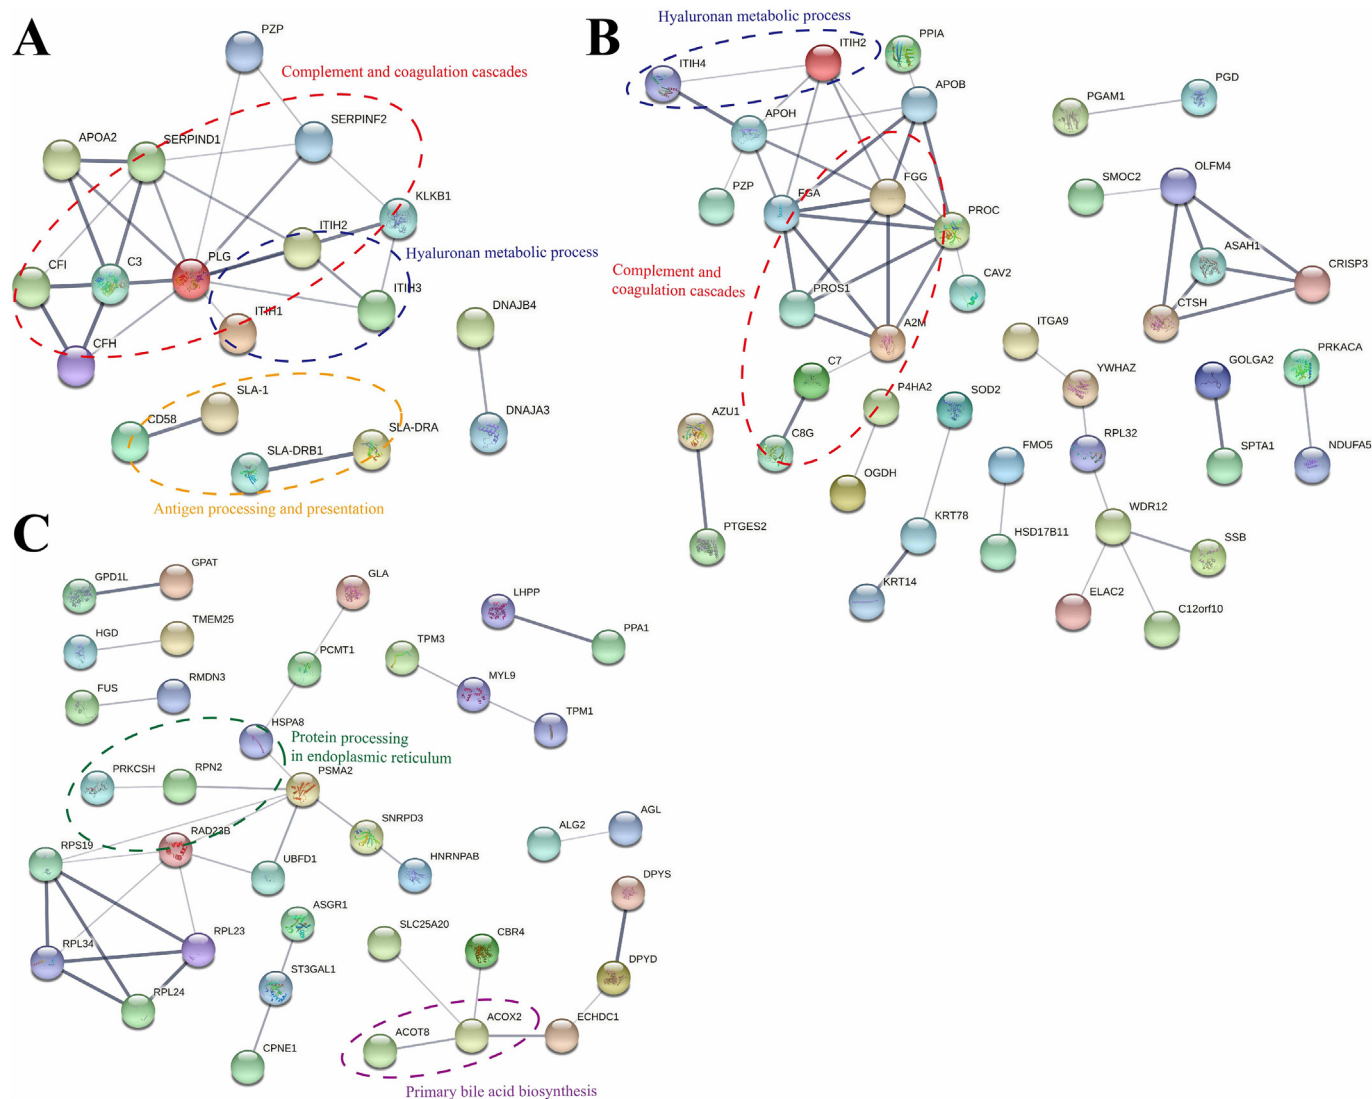 A
PZP
Complement and coagulation cascades
APOA2
SERPIND1
SERPINF2
KLKB1
ITIH2
Hyaluronan metabolic process
CFI
C3
PLG
ITIH3
ITIH1
CFH
DNAJB4
DNAJA3
SLA-1
CD58
SLA-DRA
SLA-DRB1
Antigen processing and presentation
B
Hyaluronan metabolic process
ITIH2
PPIA
ITIH4
APOB
APOH
PGD
PGAM1
PZP
FGG
FGA
PROC
SMOC2
OLFM4
ASAH1
CRISP3
CTSH
Complement and
coagulation cascades
CAV2
PROS1
A2M
C7
ITGA9
YWHAZ
GOLGA2
PRKACA
P4HA2
SOD2
AZU1
C8G
OGDH
FMO5
RPL32
SPTA1
NDUFA5
PTGES2
KRT78
HSD17B11
WDR12
SSB
KRT14
ELAC2
C12orf10
C
GPD1L
GPAT
GLA
LHPP
PPA1
HGD
TMEM25
PCMT1
TPM3
FUS
RMDN3
MYL9
TPM1
HSPA8
Protein processing
in endoplasmic reticulum
PRKCSH
RPN2
PSMA2
RAD23B
SNRPD3
RPS19
UBFD1
HNRNPAB
ALG2
AGL
DPYS
ASGR1
SLC25A20
CBR4
RPL34
RPL23
DPYD
RPL24
ST3GAL1
CPNE1
ACOT8
ACOX2
ECHDC1
Primary bile acid biosynthesis